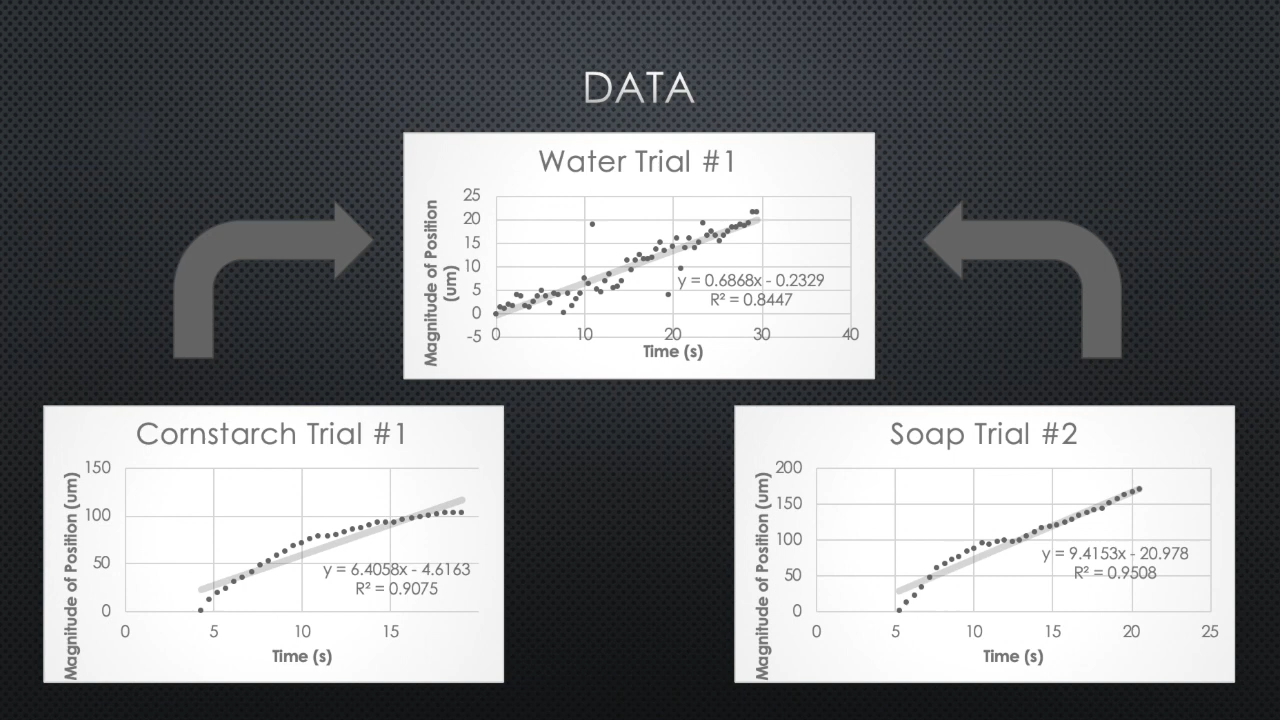 DATA
Water Trial #1
Magnitude of Position
(um)
25
20
15
10
5
0
-5
0 10 20 30 40
y = 0.6868x - 0.2329
R² = 0.8447
Time (s)
Cornstarch Trial #1
Magnitude of Position (um)
150
100
50
0
0 5 10 15
y = 6.4058x - 4.6163
R² = 0.9075
Time (s)
Soap Trial #2
Magnitude of Position (um)
200
150
100
50
0
0 5 10 15 20 25
y = 9.4153x - 20.978
R² = 0.9508
Time (s)